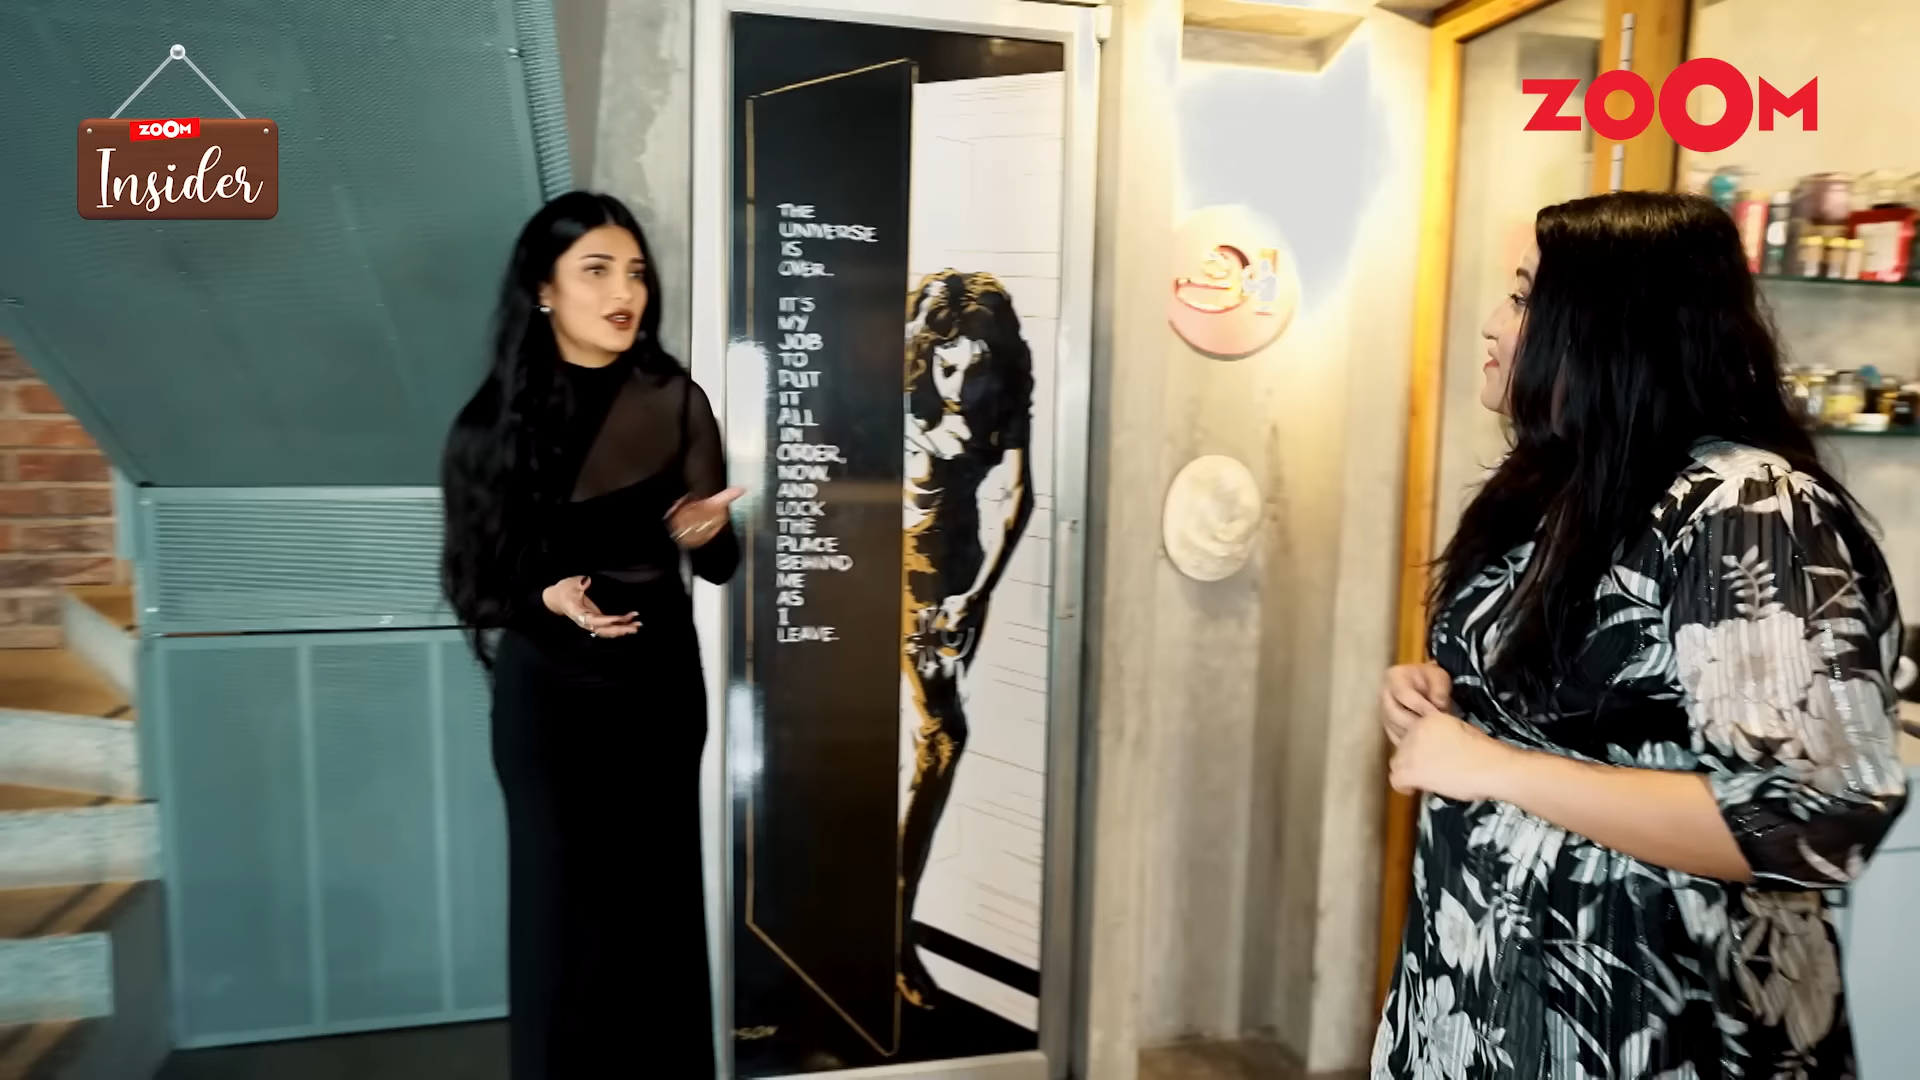 ZOOM
Insider
ZOOM
THE
UNIVERSE
IS
OVER.
IT'S
MY
JOB
TO
PUT
IT
ALL
IN
ORDER,
NOW,
AND
LOCK
THE
PLACE
BEHIND
ME
AS
I
LEAVE.